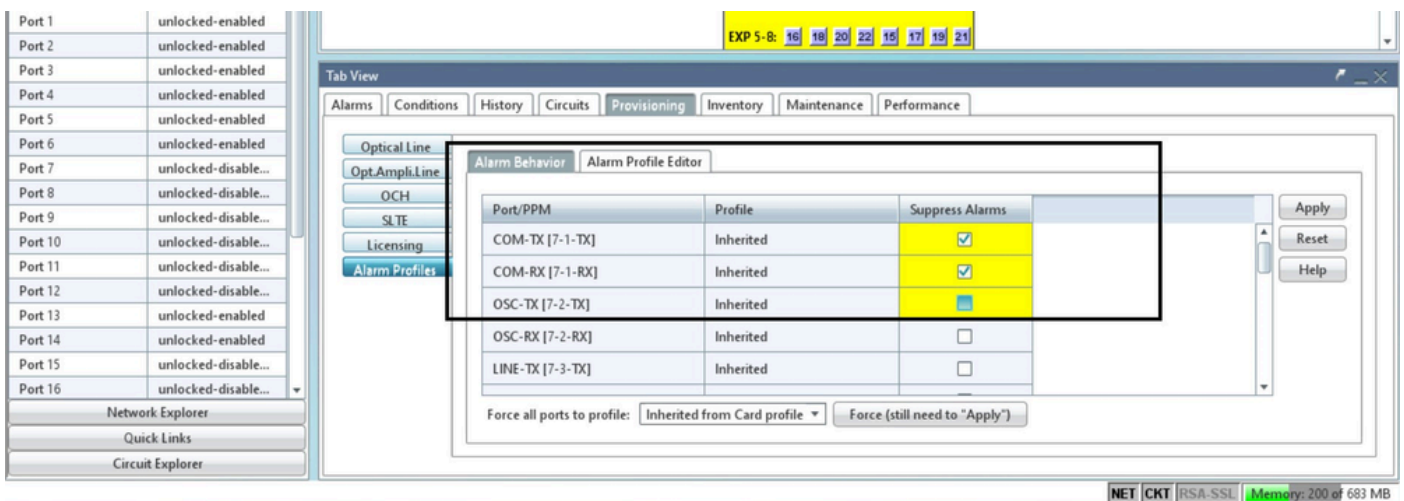 Port 1 unlocked-enabled
Port 2 unlocked-enabled
Port 3 unlocked-enabled
Port 4 unlocked-enabled
Port 5 unlocked-enabled
Port 6 unlocked-enabled
Port 7 unlocked-disable...
Port 8 unlocked-disable...
Port 9 unlocked-disable...
Port 10 unlocked-disable...
Port 11 unlocked-disable...
Port 12 unlocked-disable...
Port 13 unlocked-enabled
Port 14 unlocked-enabled
Port 15 unlocked-disable...
Port 16 unlocked-disable...
Network Explorer
Quick Links
Circuit Explorer
EXP 5-8: 16 18 20 22 15 17 19 21
Tab View
Alarms Conditions History Circuits Provisioning Inventory Maintenance Performance
Optical Line
Opt.Ampli.Line
OCH
SLTE
Licensing
Alarm Profiles
Alarm Behavior Alarm Profile Editor
Port/PPM Profile Suppress Alarms
COM-TX [7-1-TX] Inherited
COM-RX [7-1-RX] Inherited
OSC-TX [7-2-TX] Inherited
OSC-RX [7-2-RX] Inherited
LINE-TX [7-3-TX] Inherited
Force all ports to profile: Inherited from Card profile Force (still need to "Apply")
Apply
Reset
Help
NET CKT RSA-SSL Memory: 200 of 683 MB